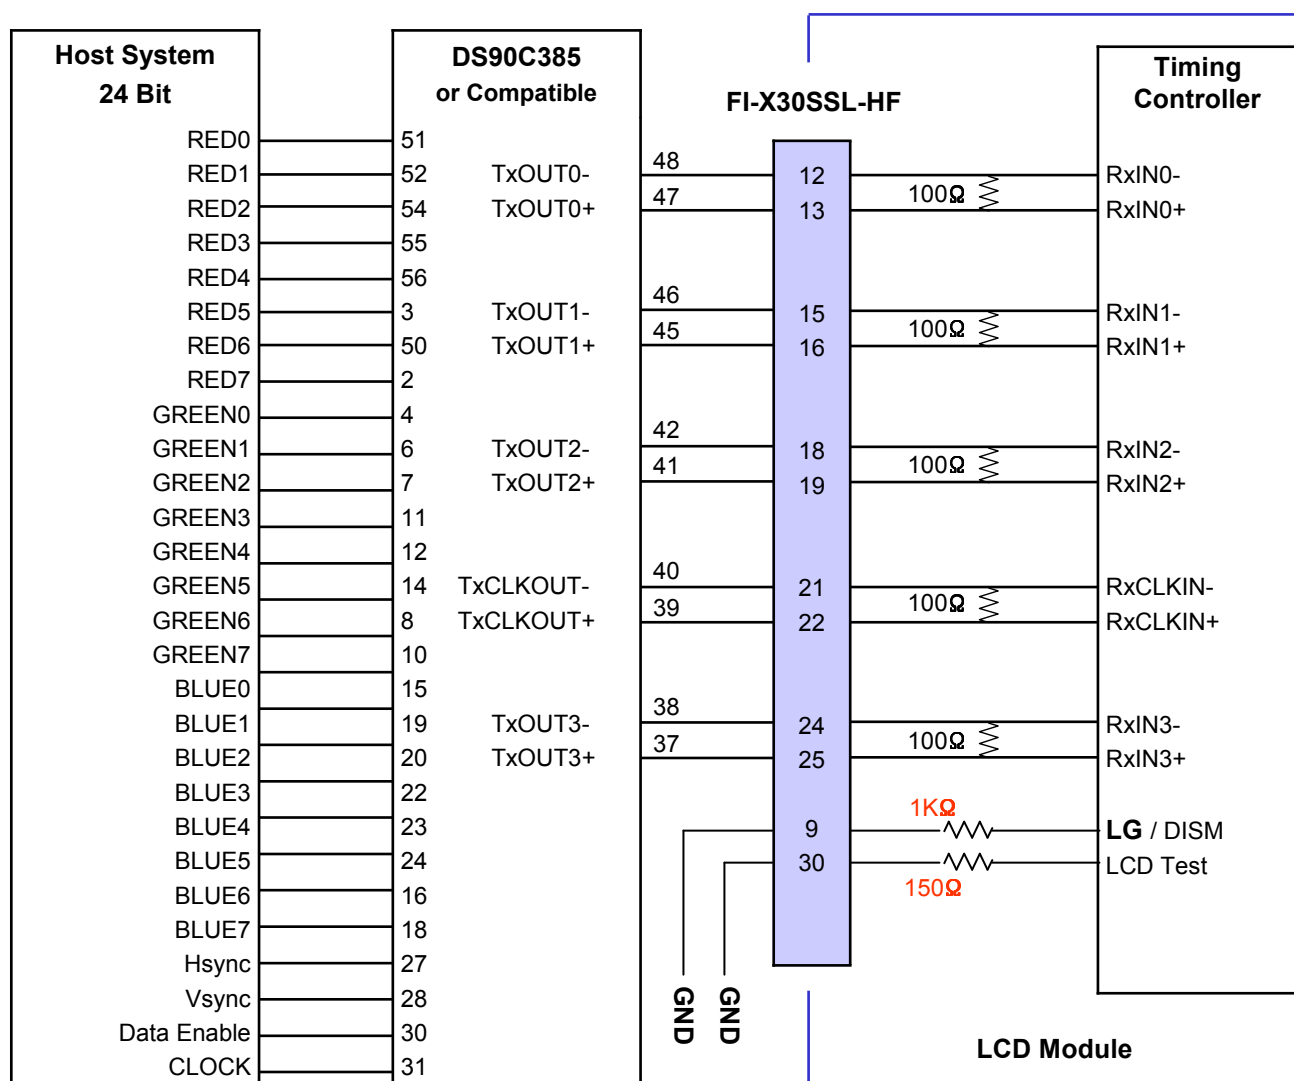 Host System
24 Bit
DS90C385
or Compatible
FI-X30SSL-HF
Timing
Controller
RED0 51
RED1 52 TxOUT0- 48 12 RxIN0-
100Ω
RED2 54 TxOUT0+ 47 13 RxIN0+
RED3 55
RED4 56
RED5 3 TxOUT1- 46 15 RxIN1-
100Ω
RED6 50 TxOUT1+ 45 16 RxIN1+
RED7 2
GREEN0 4
GREEN1 6 TxOUT2- 42 18 RxIN2-
100Ω
GREEN2 7 TxOUT2+ 41 19 RxIN2+
GREEN3 11
GREEN4 12
GREEN5 14 TxCLKOUT- 40 21 RxCLKIN-
100Ω
GREEN6 8 TxCLKOUT+ 39 22 RxCLKIN+
GREEN7 10
BLUE0 15
BLUE1 19 TxOUT3- 38 24 RxIN3-
100Ω
BLUE2 20 TxOUT3+ 37 25 RxIN3+
BLUE3 22
1KΩ
BLUE4 23 9 LG / DISM
BLUE5 24 30 LCD Test
150Ω
BLUE6 16
BLUE7 18
Hsync 27
Vsync 28
Data Enable 30
CLOCK 31
GND
GND
LCD Module